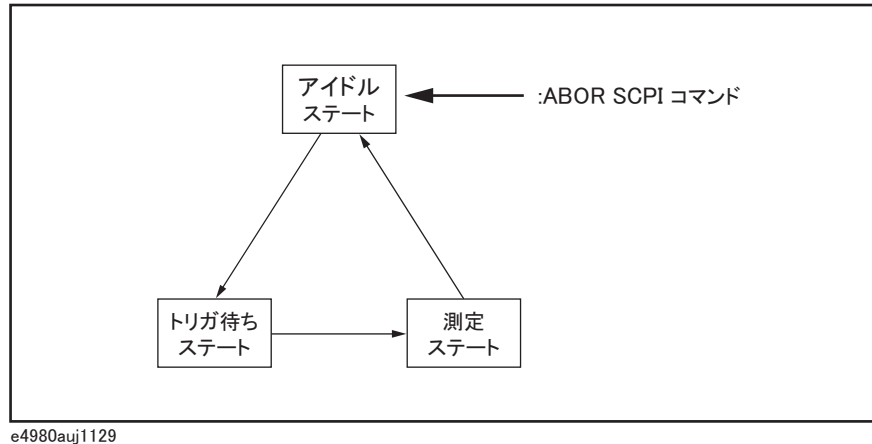 アイドル
ステート
:ABOR SCPI コマンド
トリガ待ち
ステート
測定
ステート
e4980auj1129